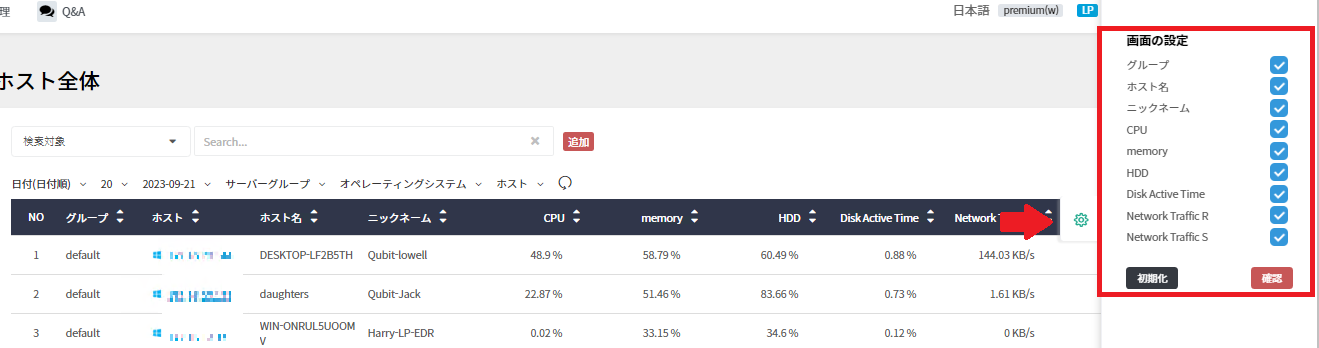 理 Q&A 日本語 premium(w) LP
ホスト全体
検索対象 Search... 追加
日付(日付順) 20 2023-09-21 サーバーグループ オペレーティングシステム ホスト
NO グループ ホスト ホスト名 ニックネーム CPU memory HDD Disk Active Time Network
1 default DESKTOP-LF2B5TH Qubit-lowell 48.9 % 58.79 % 60.49 % 0.88 % 144.03 KB/s
2 default daughters Qubit-Jack 22.87 % 51.46 % 83.66 % 0.73 % 1.61 KB/s
3 default WIN-ONRUL5UOOM Harry-LP-EDR 0.02 % 33.15 % 34.6 % 0.12 % 0 KB/s
V
画面の設定
グループ
ホスト名
ニックネーム
CPU
memory
HDD
Disk Active Time
Network Traffic R
Network Traffic S
初期化 確認